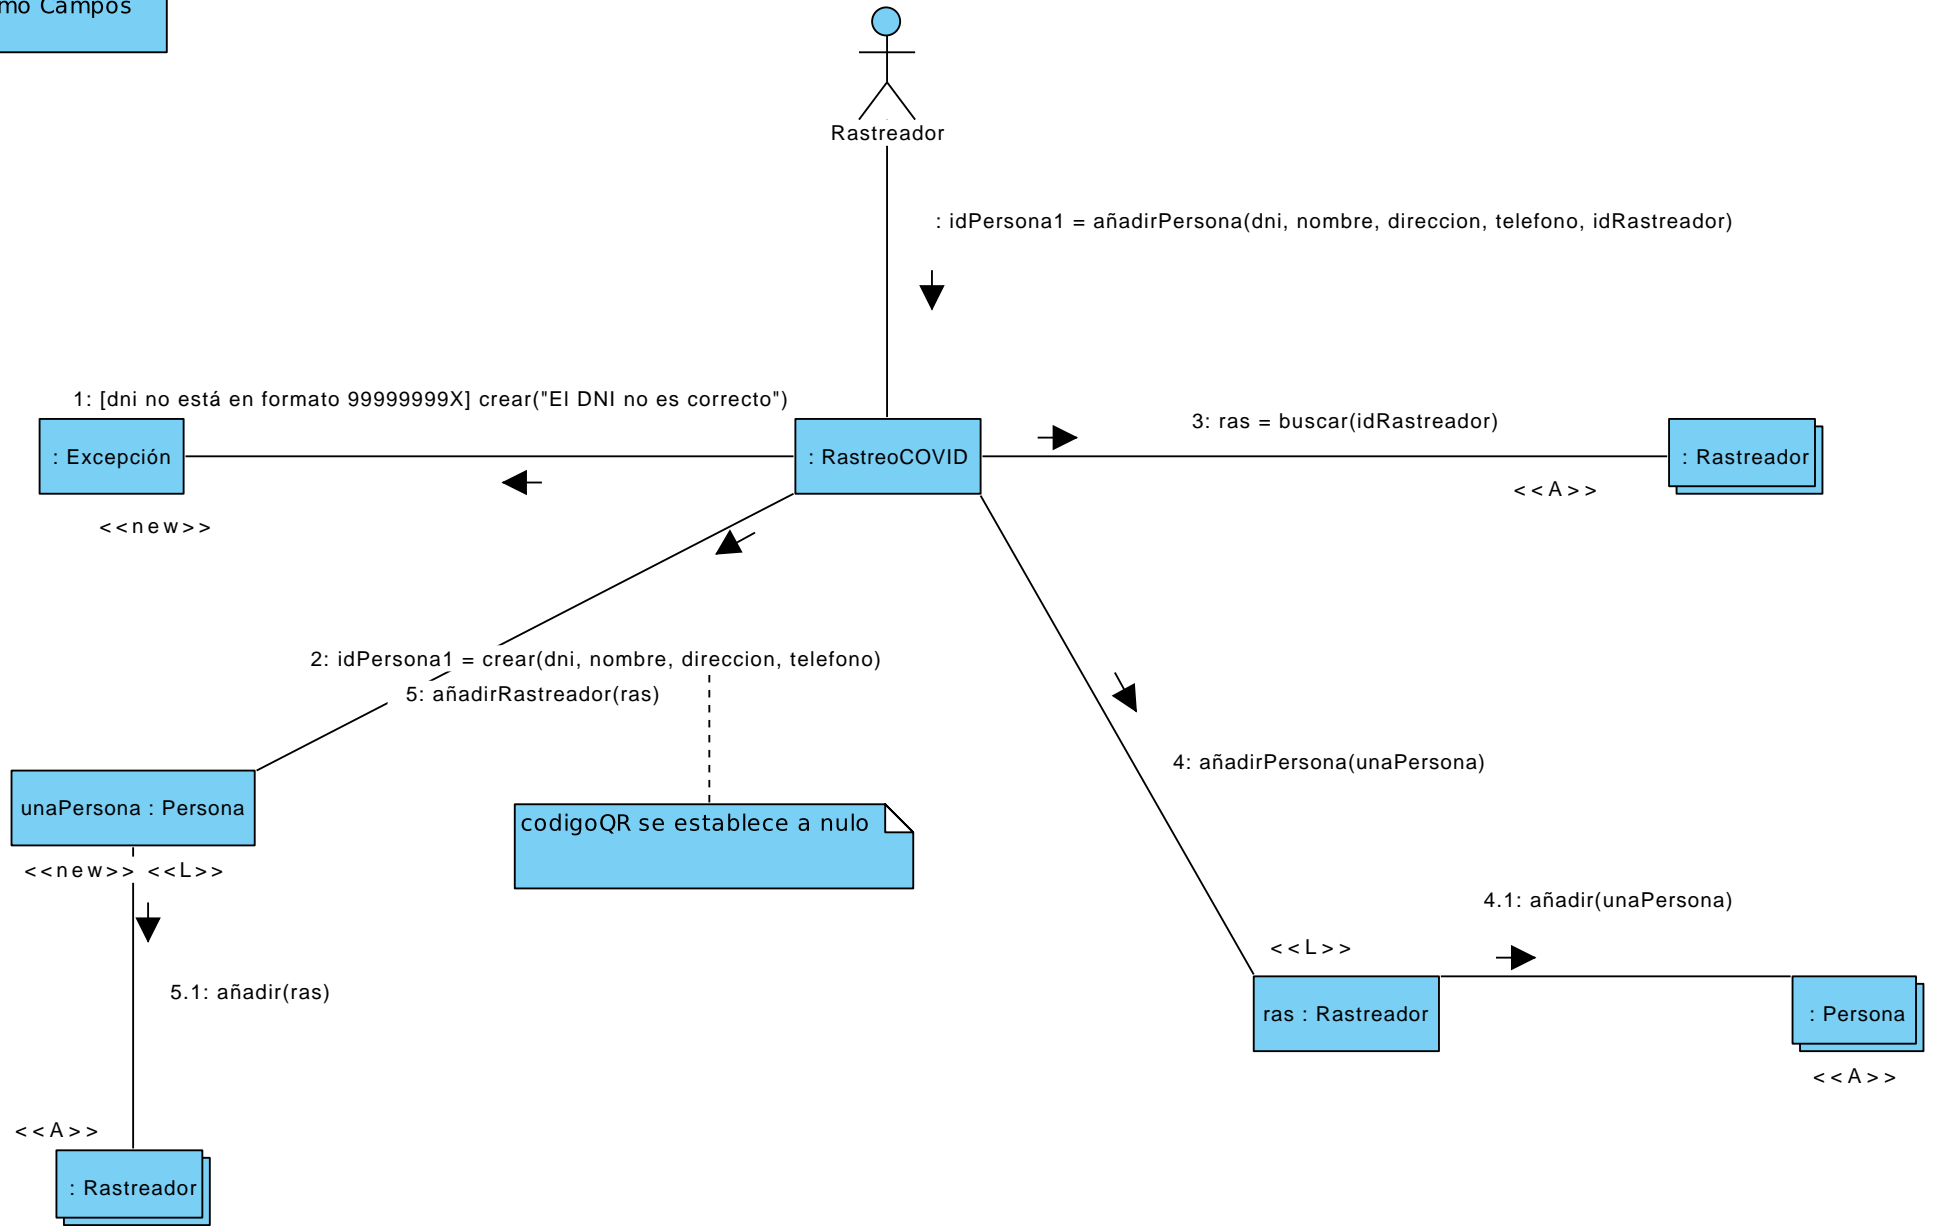 mo Campos
Rastreador
: idPersona1 = añadirPersona(dni, nombre, direccion, telefono, idRastreador)
1: [dni no está en formato 99999999X] crear("El DNI no es correcto")
3: ras = buscar(idRastreador)
: Excepción
: RastreoCOVID
: Rastreador
<<A>>
<<new>>
2: idPersona1 = crear(dni, nombre, direccion, telefono)
5: añadirRastreador(ras)
4: añadirPersona(unaPersona)
unaPersona : Persona
codigoQR se establece a nulo
<<new>> <<L>>
4.1: añadir(unaPersona)
<<L>>
5.1: añadir(ras)
ras : Rastreador
: Persona
<<A>>
<<A>>
: Rastreador